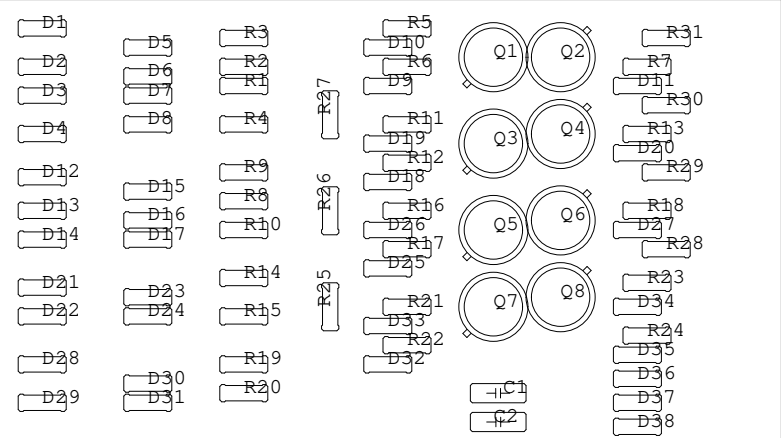 D1 R5
D5 R3 D10 Q1 Q2 R31
D2 D6 R2 R6 R7
D3 D7 R1 R27 D9 D11
R30
D4 D8 R4 R11 Q3 Q4 R13
D19 D20
D12 R9 R12 R29
D15 R8 R26 D18
D13 D16 R16 Q6 R18
D14 D17 R10 D26 Q5 D27
R17 R28
D21 R14 D25 R23
D23 R25 Q7 Q8
D22 D24 R15 R21 D34
D33 R24
D28 R19 R22 D35
D30 D32 D36
D29 D31 R20 C1 D37
C2 D38